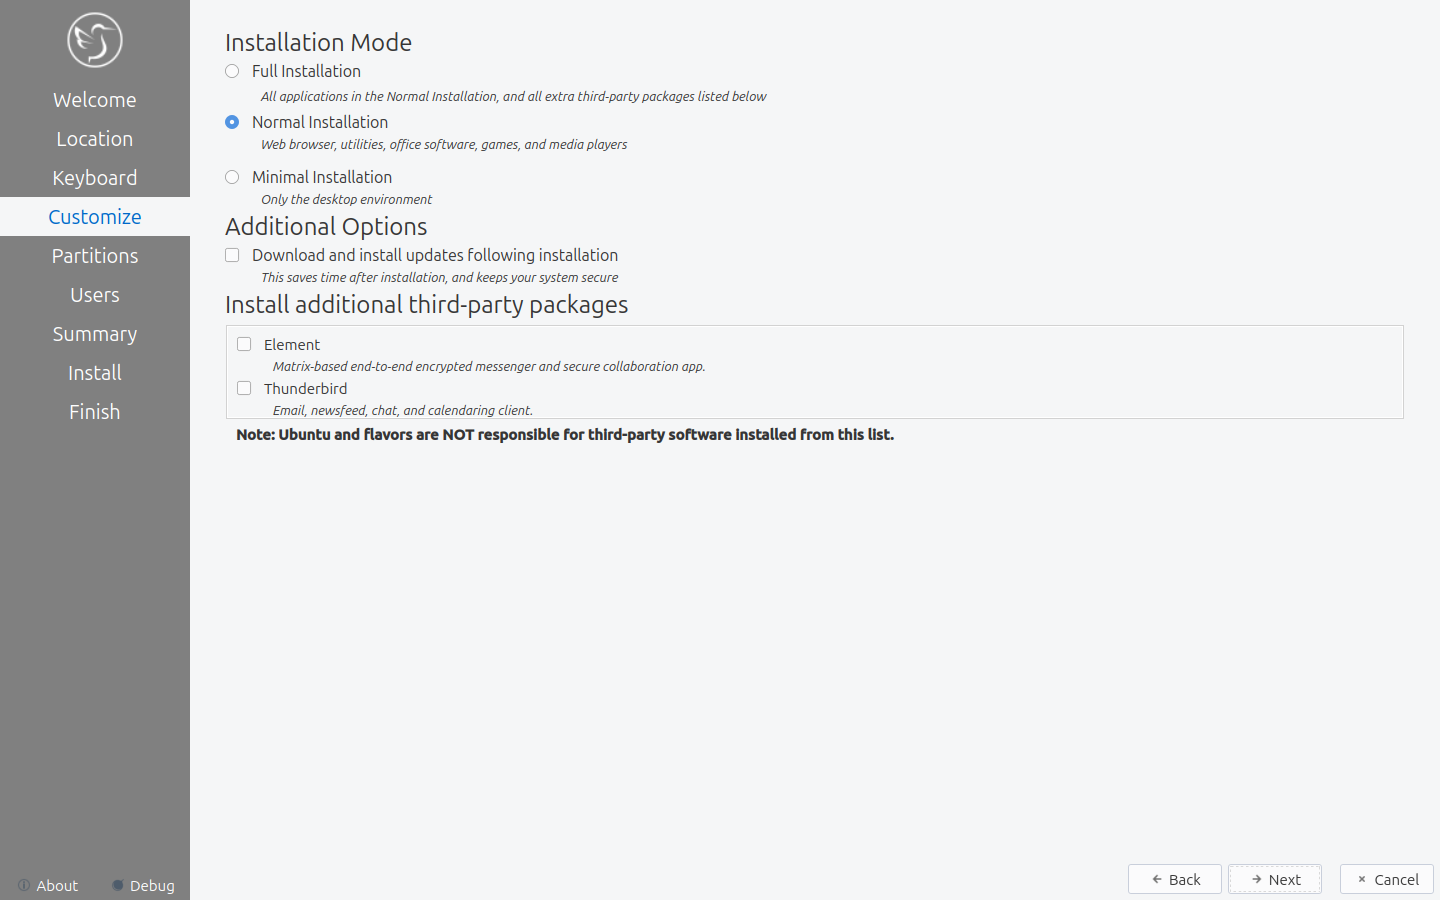 Welcome
Location
Keyboard
Customize
Partitions
Users
Summary
Install
Finish
About
Debug
Installation Mode
Full Installation
All applications in the Normal Installation, and all extra third-party packages listed below
Normal Installation
Web browser, utilities, office software, games, and media players
Minimal Installation
Only the desktop environment
Additional Options
Download and install updates following installation
This saves time after installation, and keeps your system secure
Install additional third-party packages
Element
Matrix-based end-to-end encrypted messenger and secure collaboration app.
Thunderbird
Email, newsfeed, chat, and calendaring client.
Note: Ubuntu and flavors are NOT responsible for third-party software installed from this list.
Back
Next
Cancel